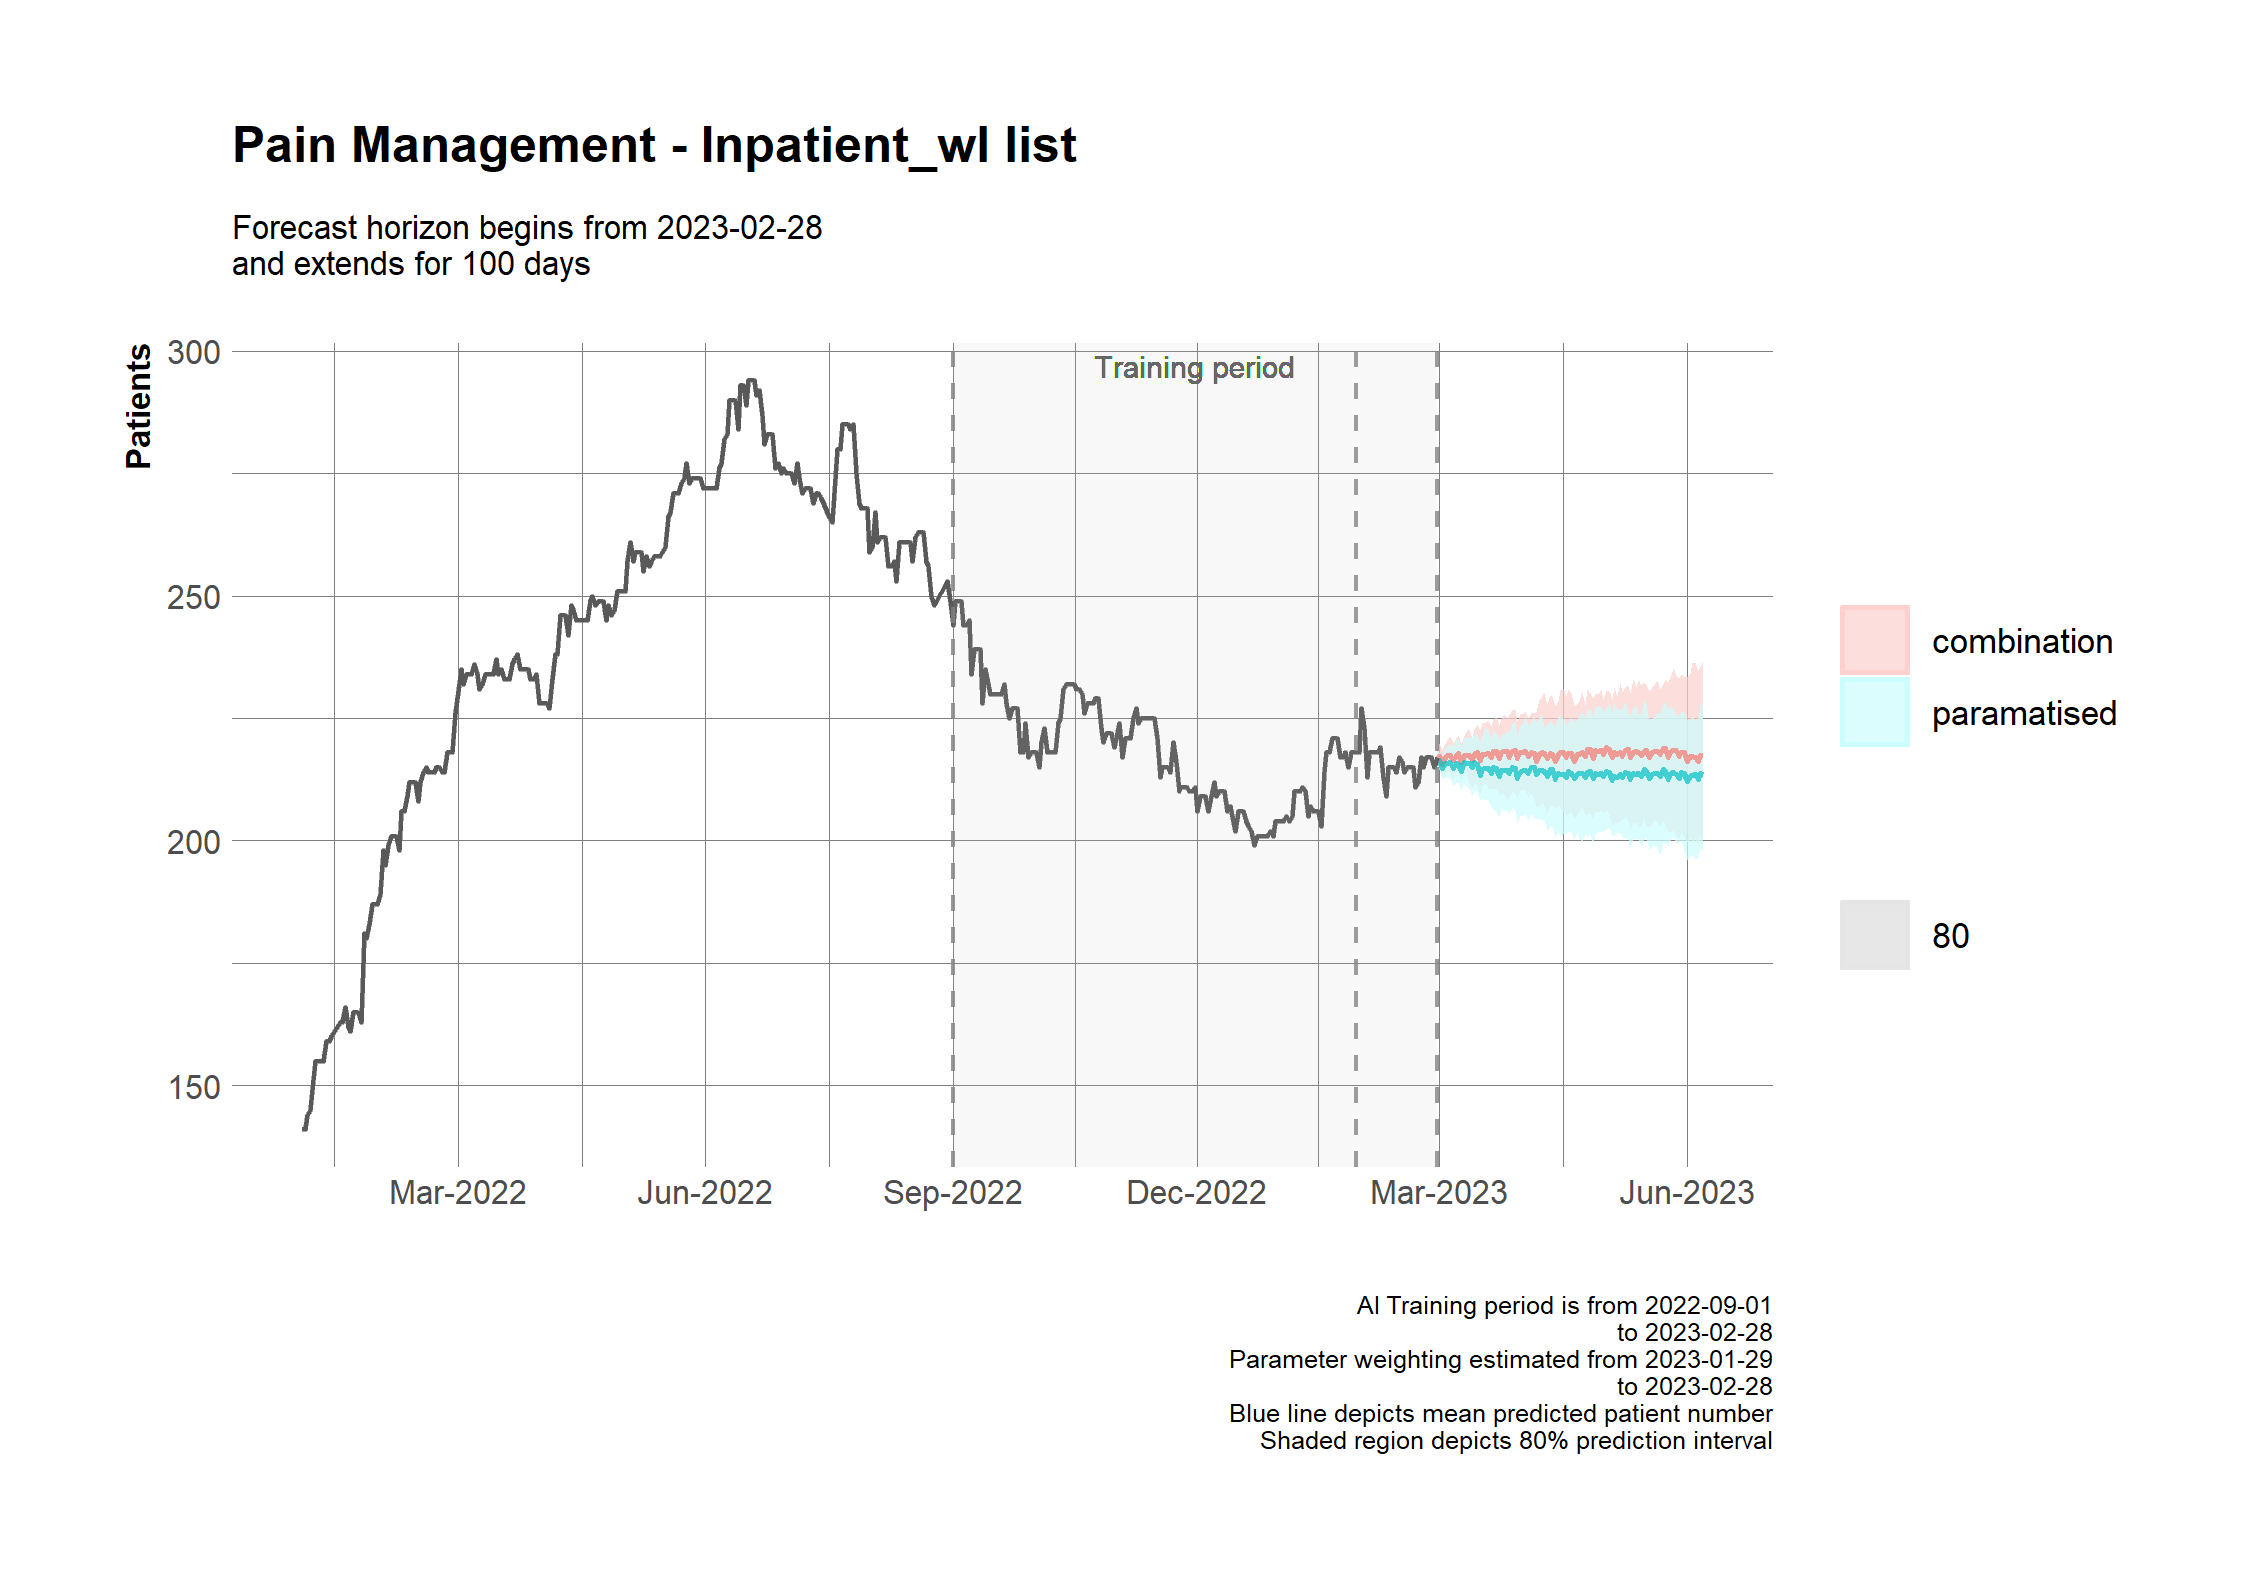 Pain Management - Inpatient_wl list
Forecast horizon begins from 2023-02-28
and extends for 100 days
Patients
300
250
200
150
Training period
Mar-2022
Jun-2022
Sep-2022
Dec-2022
Mar-2023
Jun-2023
combination
paramatised
80
AI Training period is from 2022-09-01
to 2023-02-28
Parameter weighting estimated from 2023-01-29
to 2023-02-28
Blue line depicts mean predicted patient number
Shaded region depicts 80% prediction interval